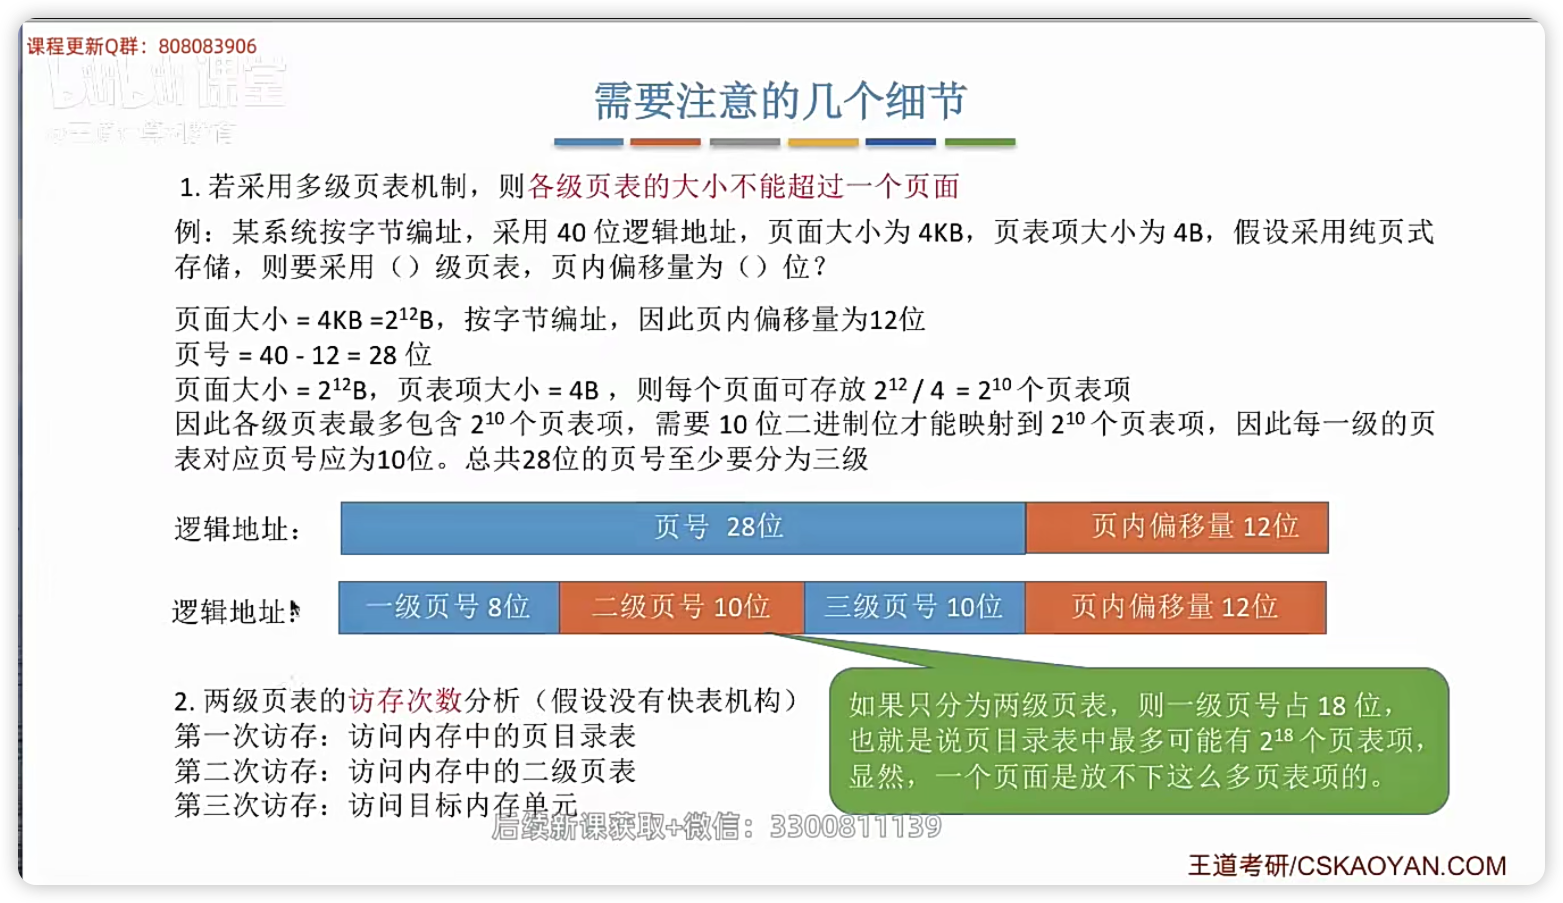 课程更新Q群：808083906
bilibili课堂
需要注意的几个细节
1. 若采用多级页表机制，则各级页表的大小不能超过一个页面
例：某系统按字节编址，采用 40 位逻辑地址，页面大小为 4KB，页表项大小为 4B，假设采用纯页式
存储，则要采用（）级页表，页内偏移量为（）位？
页面大小 = 4KB =2¹²B，按字节编址，因此页内偏移量为12位
页号 = 40 - 12 = 28 位
页面大小 = 2¹²B，页表项大小 = 4B ，则每个页面可存放 2¹² / 4 = 2¹⁰ 个页表项
因此各级页表最多包含 2¹⁰ 个页表项，需要 10 位二进制位才能映射到 2¹⁰ 个页表项，因此每一级的页
表对应页号应为10位。总共28位的页号至少要分为三级
逻辑地址： 页号 28位 页内偏移量 12位
逻辑地址： 一级页号 8位 二级页号 10位 三级页号 10位 页内偏移量 12位
2. 两级页表的访存次数分析（假设没有快表机构）
第一次访存：访问内存中的页目录表
第二次访存：访问内存中的二级页表
第三次访存：访问目标内存单元
如果只分为两级页表，则一级页号占 18 位，
也就是说页目录表中最多可能有 2¹⁸ 个页表项，
显然，一个页面是放不下这么多页表项的。
后续新课获取+微信：3300811139
王道考研/CSKAOYAN.COM